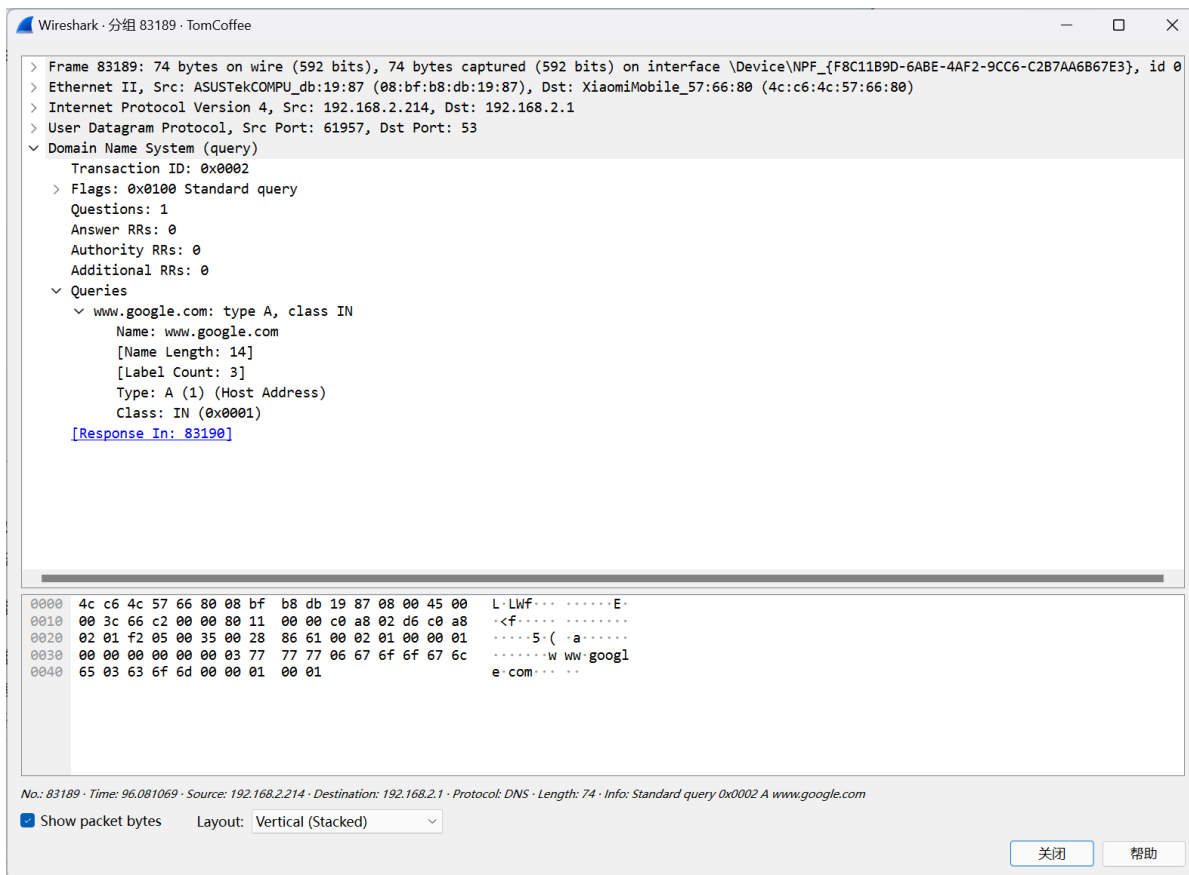 Wireshark · 分组 83189 · TomCoffee
Frame 83189: 74 bytes on wire (592 bits), 74 bytes captured (592 bits) on interface \Device\NPF_{F8C11B9D-6ABE-4AF2-9CC6-C2B7AA6B67E3}, id 0
Ethernet II, Src: ASUSTekCOMPU_db:19:87 (08:bf:b8:db:19:87), Dst: XiaomiMobile_57:66:80 (4c:c6:4c:57:66:80)
Internet Protocol Version 4, Src: 192.168.2.214, Dst: 192.168.2.1
User Datagram Protocol, Src Port: 61957, Dst Port: 53
Domain Name System (query)
Transaction ID: 0x0002
Flags: 0x0100 Standard query
Questions: 1
Answer RRs: 0
Authority RRs: 0
Additional RRs: 0
Queries
www.google.com: type A, class IN
Name: www.google.com
[Name Length: 14]
[Label Count: 3]
Type: A (1) (Host Address)
Class: IN (0x0001)
[Response In: 83190]
0000 4c c6 4c 57 66 80 08 bf b8 db 19 87 08 00 45 00 L·LWf··· ······E·
0010 00 3c 66 c2 00 00 80 11 00 00 c0 a8 02 d6 c0 a8 ·<f····· ········
0020 02 01 f2 05 00 35 00 28 86 61 00 02 01 00 00 01 ·····5·( ·a······
0030 00 00 00 00 00 00 03 77 77 77 06 67 6f 6f 67 6c ·······w ww·googl
0040 65 03 63 6f 6d 00 00 01 00 01 e·com··· ··
No.: 83189 · Time: 96.081069 · Source: 192.168.2.214 · Destination: 192.168.2.1 · Protocol: DNS · Length: 74 · Info: Standard query 0x0002 A www.google.com
Show packet bytes Layout: Vertical (Stacked)
关闭 帮助